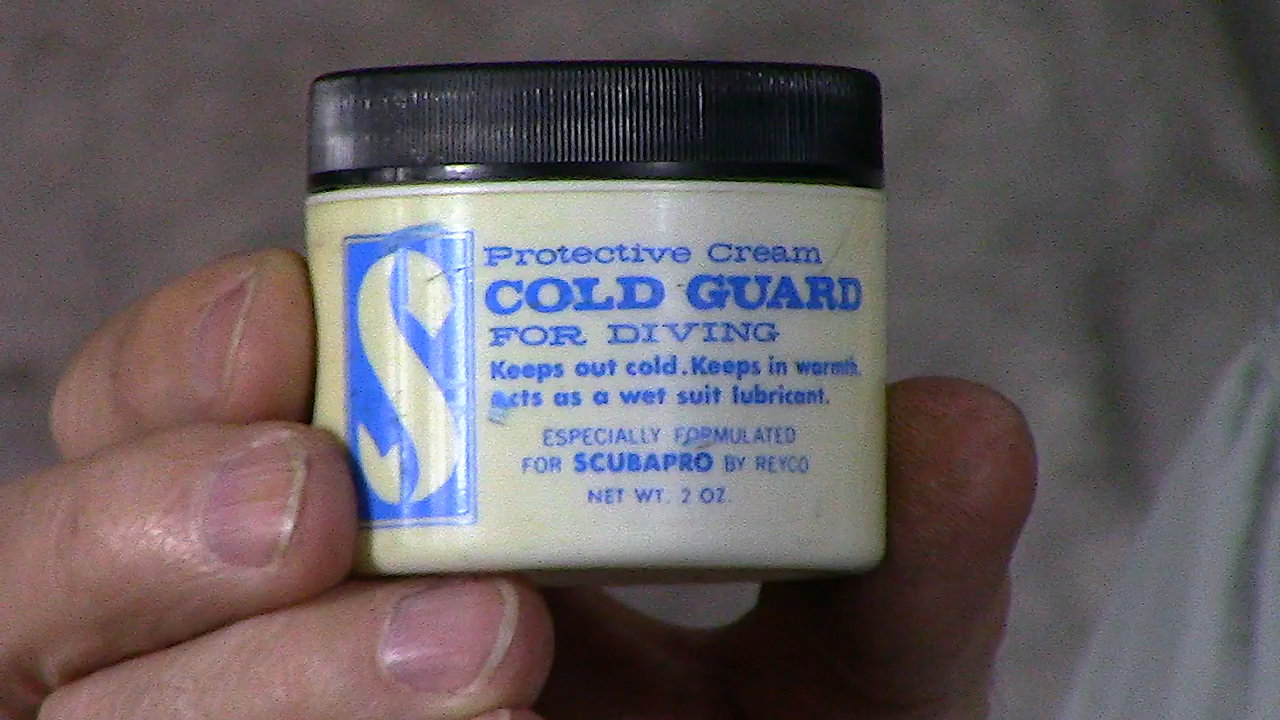 S
Protective Cream
COLD GUARD
FOR DIVING
Keeps out cold. Keeps in warmth.
Acts as a wet suit lubricant.
ESPECIALLY FORMULATED
FOR SCUBAPRO BY REYCO
NET WT. 2 OZ.